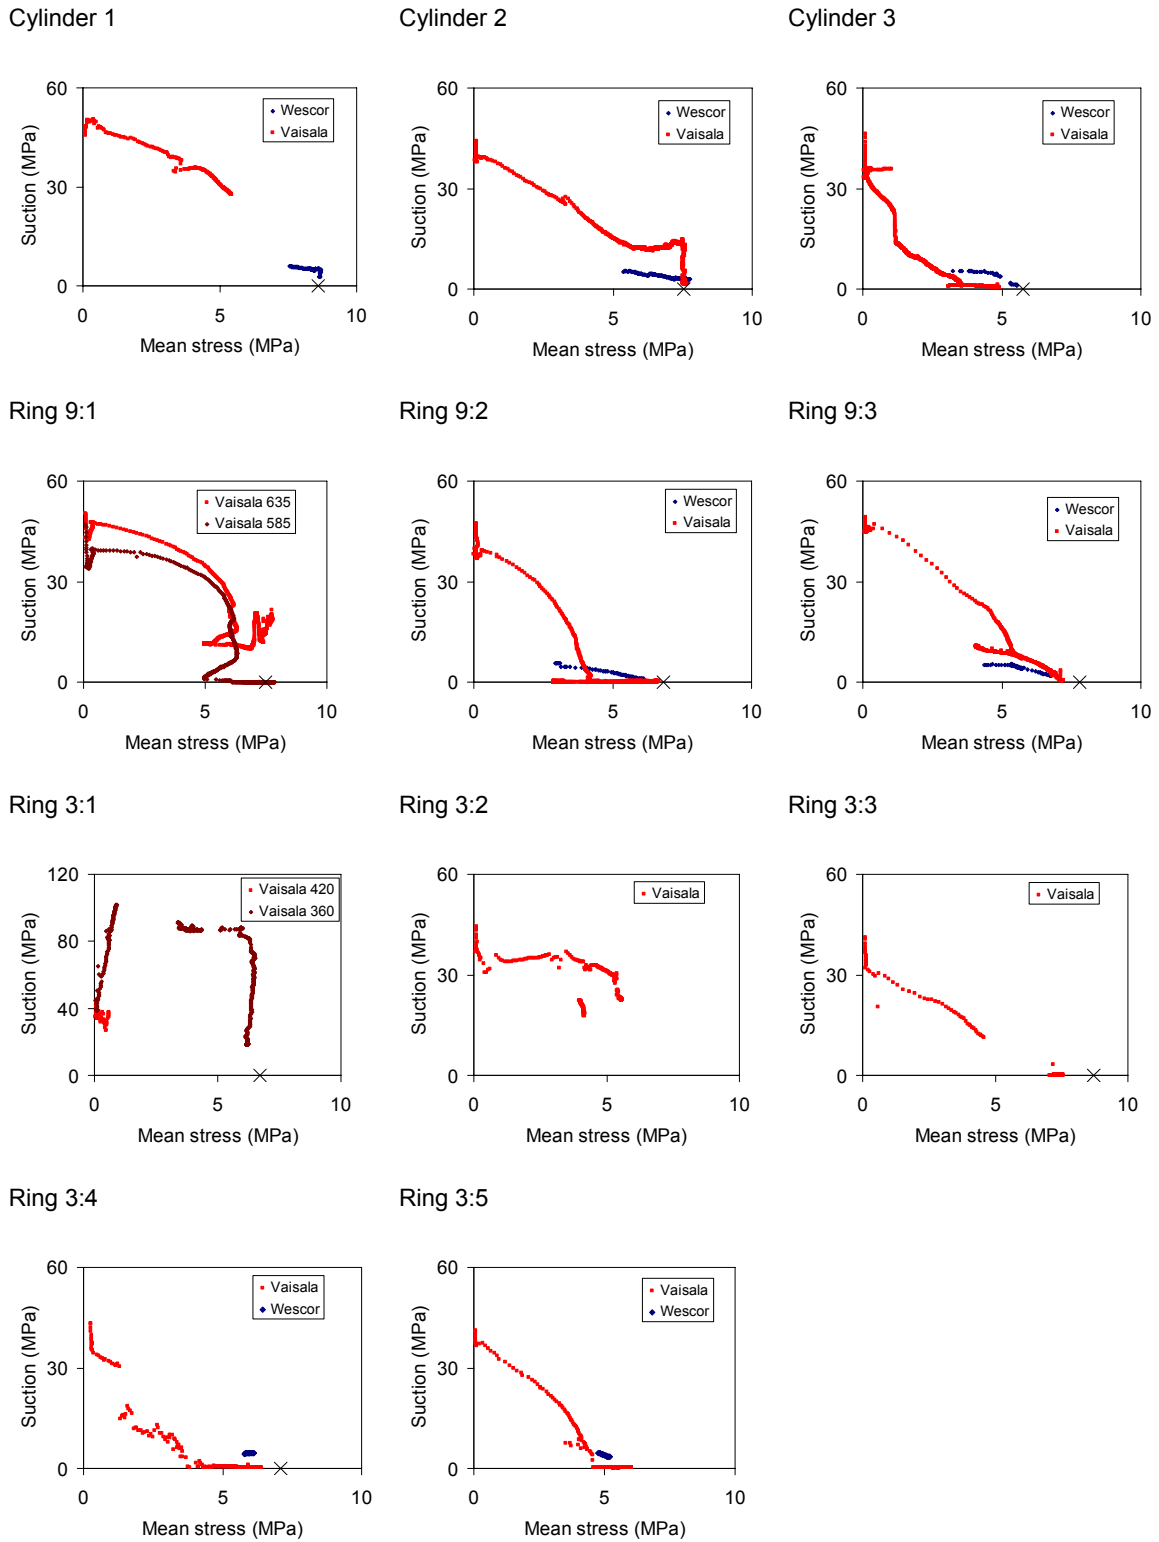 Cylinder 1
Cylinder 2
Cylinder 3
Suction (MPa)
60
30
0
Wescor
Vaisala
0 5 10
Mean stress (MPa)
Suction (MPa)
60
30
0
Wescor
Vaisala
0 5 10
Mean stress (MPa)
Suction (MPa)
60
30
0
Wescor
Vaisala
0 5 10
Mean stress (MPa)
Ring 9:1
Ring 9:2
Ring 9:3
Suction (MPa)
60
30
0
Vaisala 635
Vaisala 585
0 5 10
Mean stress (MPa)
Suction (MPa)
60
30
0
Wescor
Vaisala
0 5 10
Mean stress (MPa)
Suction (MPa)
60
30
0
Wescor
Vaisala
0 5 10
Mean stress (MPa)
Ring 3:1
Ring 3:2
Ring 3:3
Suction (MPa)
120
80
40
0
Vaisala 420
Vaisala 360
0 5 10
Mean stress (MPa)
Suction (MPa)
60
30
0
Vaisala
0 5 10
Mean stress (MPa)
Suction (MPa)
60
30
0
Vaisala
0 5 10
Mean stress (MPa)
Ring 3:4
Ring 3:5
Suction (MPa)
60
30
0
Vaisala
Wescor
0 5 10
Mean stress (MPa)
Suction (MPa)
60
30
0
Vaisala
Wescor
0 5 10
Mean stress (MPa)